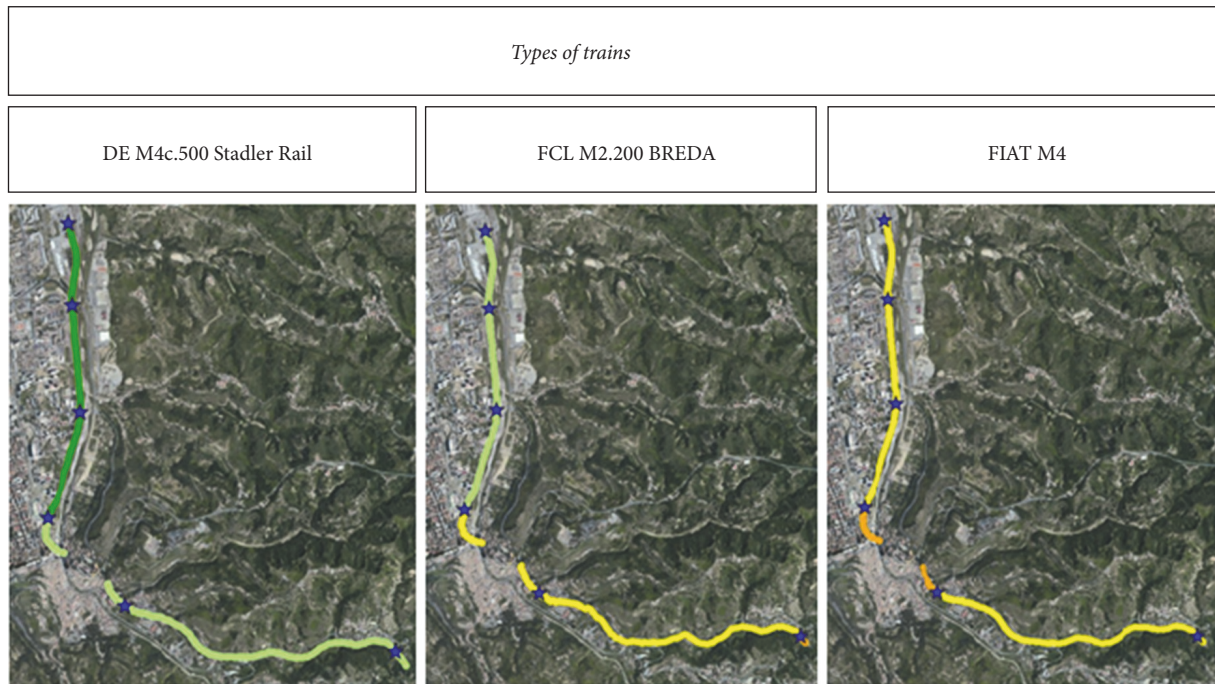 Types of trains
DE M4c.500 Stadler Rail
FCL M2.200 BREDA
FIAT M4